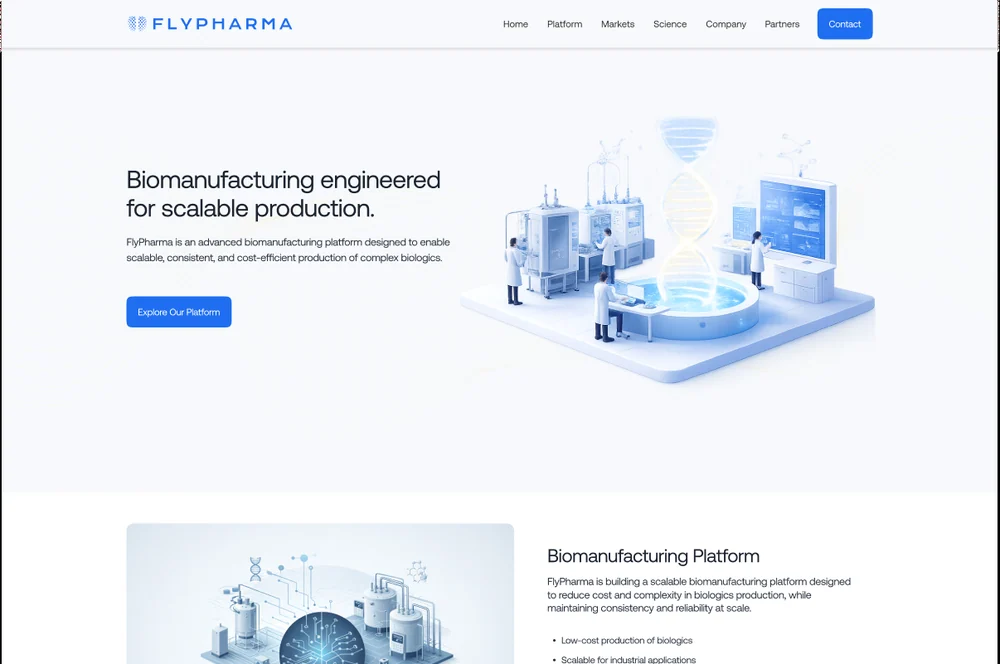 FLYPHARMA
Home Platform Markets Science Company Partners Contact
Biomanufacturing engineered
for scalable production.
FlyPharma is an advanced biomanufacturing platform designed to enable
scalable, consistent, and cost-efficient production of complex biologics.
Explore Our Platform
Biomanufacturing Platform
FlyPharma is building a scalable biomanufacturing platform designed
to reduce cost and complexity in biologics production, while
maintaining consistency and reliability at scale.
• Low-cost production of biologics
• Scalable for industrial applications